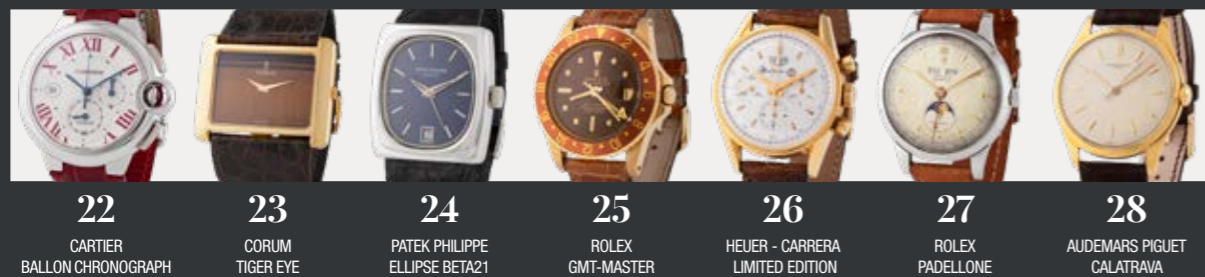 22
CARTIER
BALLON CHRONOGRAPH
23
CORUM
TIGER EYE
24
PATEK PHILIPPE
ELLIPSE BETA21
25
ROLEX
GMT-MASTER
26
HEUER - CARRERA
LIMITED EDITION
27
ROLEX
PADELLONE
28
AUDEMARS PIGUET
CALATRAVA